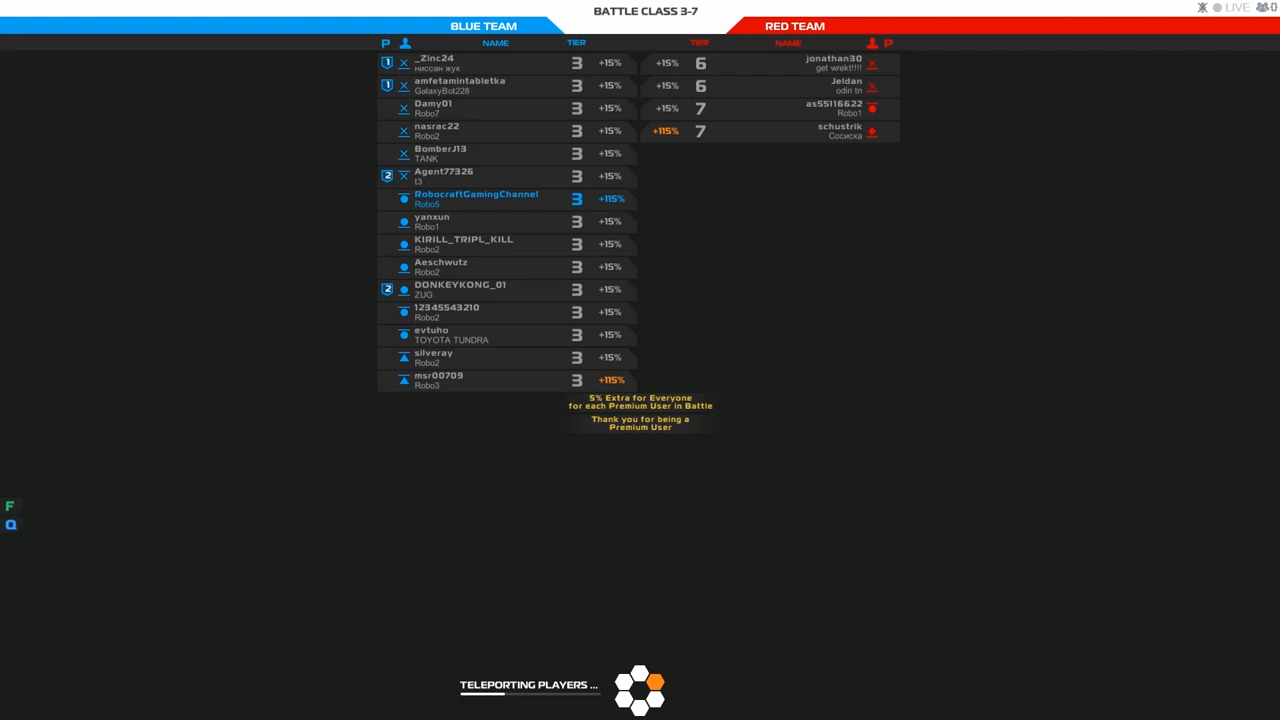 BATTLE CLASS 3-7
LIVE
BLUE TEAM
RED TEAM
P NAME TIER
TIER NAME P
1 _Zinc24 3 +15%
ниссан жук
1 amfetamintabletka 3 +15%
GalaxyBot228
Damy01 3 +15%
Robo7
nasrac22 3 +15%
Robo2
BomberJ13 3 +15%
TANK
2 Agent77326 3 +15%
t3
RobocraftGamingChannel 3 +115%
Robo5
yanxun 3 +15%
Robo1
KIRILL_TRIPL_KILL 3 +15%
Robo2
Aeschwutz 3 +15%
Robo2
2 DONKEYKONG_01 3 +15%
ZUG
12345543210 3 +15%
Robo2
evtuho 3 +15%
TOYOTA TUNDRA
silveray 3 +15%
Robo2
msr00709 3 +115%
Robo3
+15% 6 jonathan30
get wrekt!!!!
+15% 6 Jeldan
odin tn
+15% 7 as55116622
Robo1
+115% 7 schustrik
Сосиска
5% Extra for Everyone
for each Premium User in Battle
Thank you for being a
Premium User
F
Q
TELEPORTING PLAYERS ...